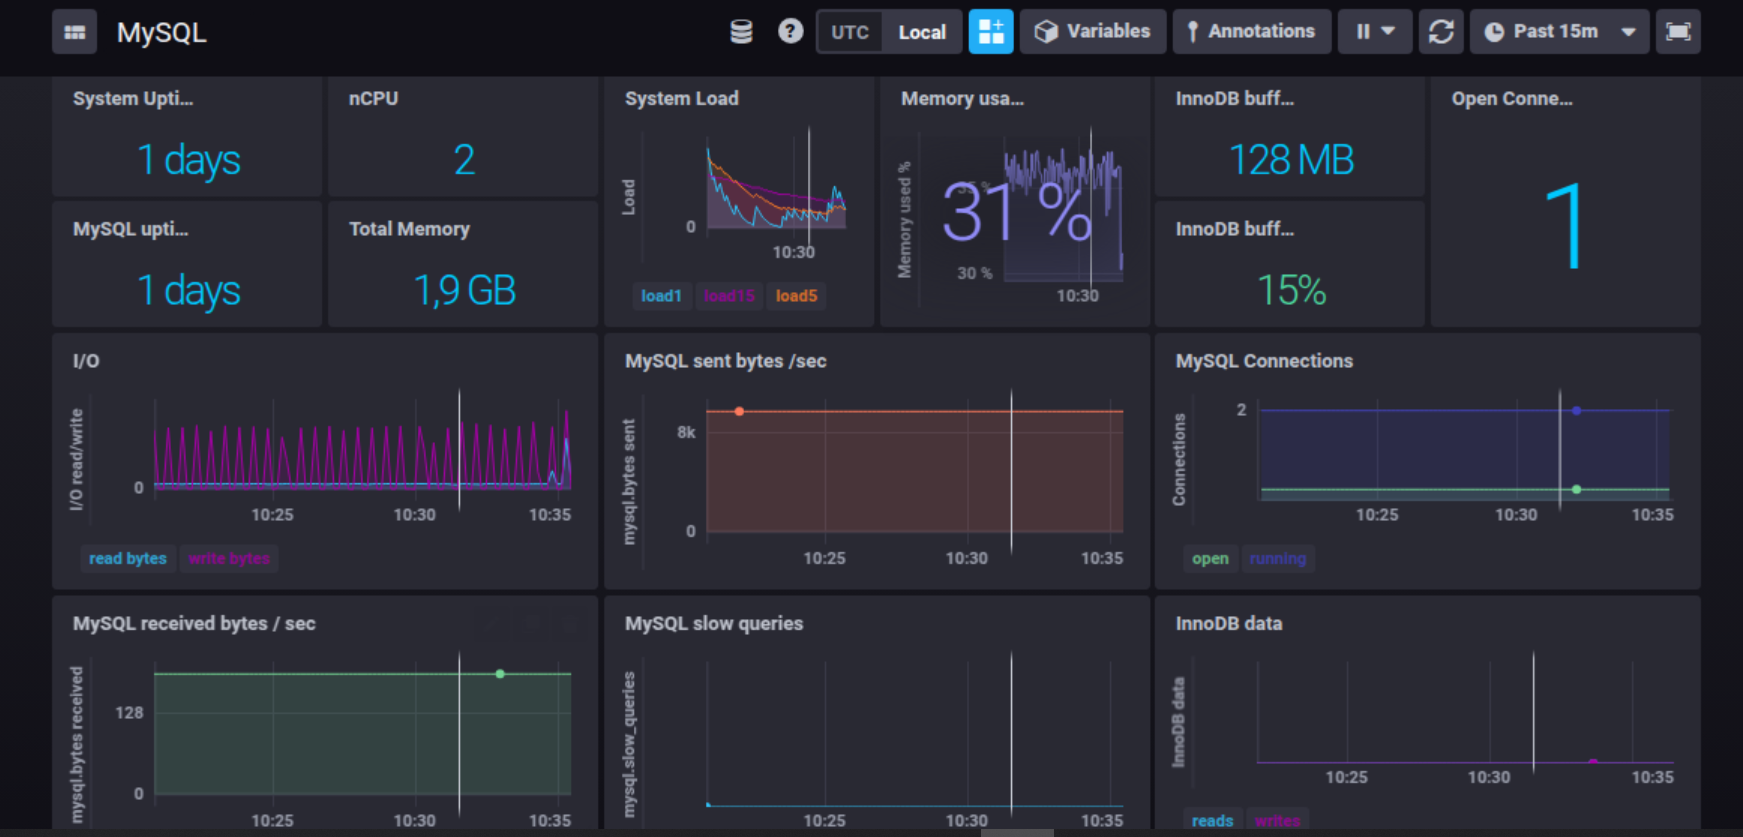 MySQL
UTC Local Variables Annotations Past 15m
System Upti...
1 days
nCPU
2
System Load
Load
0
10:30
load1 load15 load5
Memory usa...
Memory used %
35 %
31 %
30 %
10:30
InnoDB buff...
128 MB
Open Conne...
1
MySQL upti...
1 days
Total Memory
1,9 GB
InnoDB buff...
15%
I/O
I/O read/write
0
10:25 10:30 10:35
read bytes write bytes
MySQL sent bytes /sec
mysql.bytes sent
8k
0
10:25 10:30 10:35
MySQL Connections
Connections
2
10:25 10:30 10:35
open running
MySQL received bytes / sec
mysql.bytes received
128
0
10:25 10:30 10:35
MySQL slow queries
mysql.slow_queries
10:25 10:30 10:35
InnoDB data
InnoDB data
10:25 10:30 10:35
reads writes